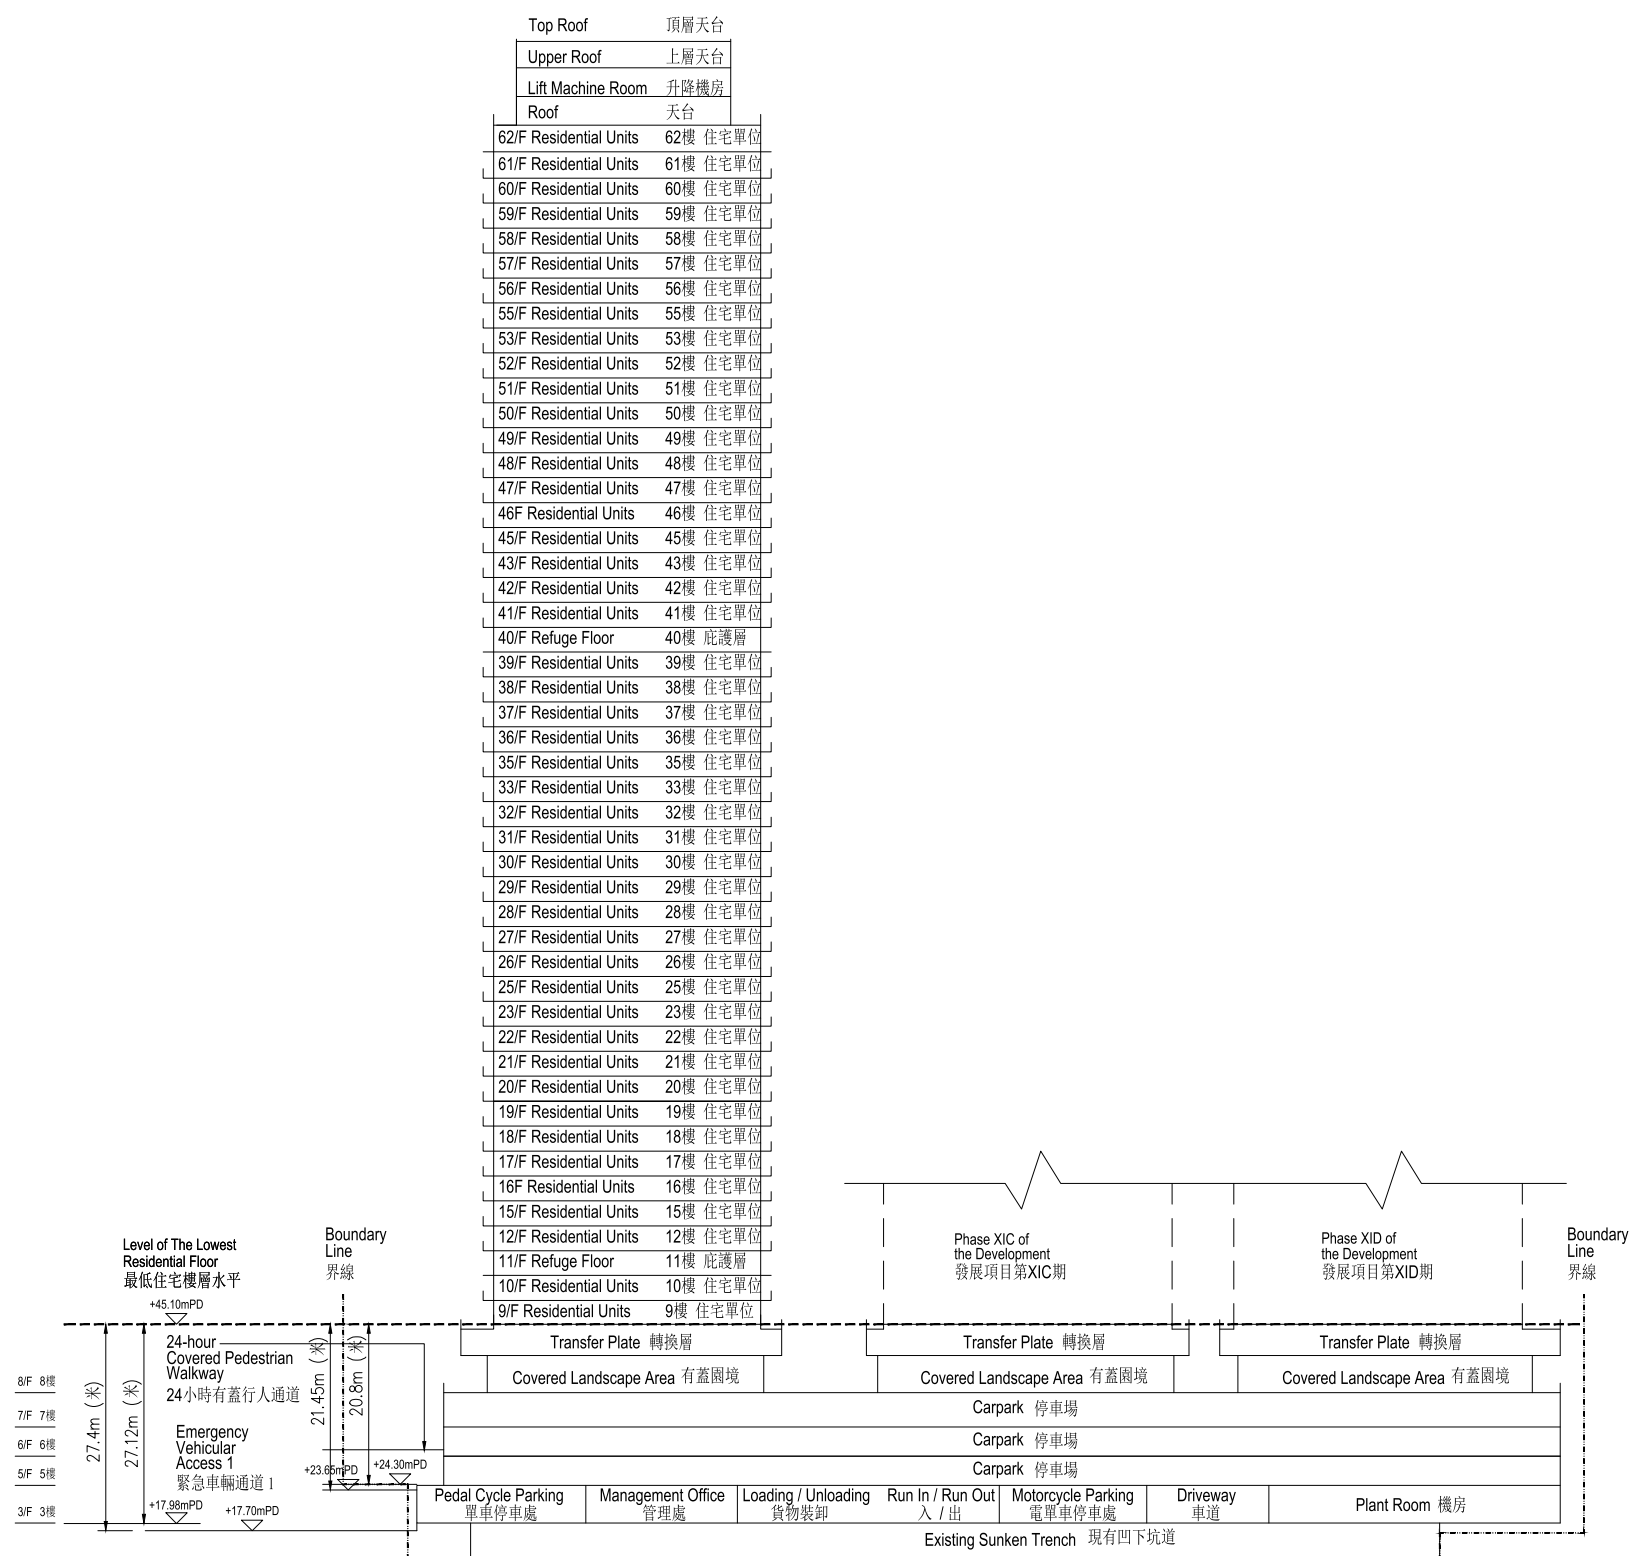 Top Roof 頂層天台
Upper Roof 上層天台
Lift Machine Room 升降機房
Roof 天台
62/F Residential Units 62樓 住宅單位
61/F Residential Units 61樓 住宅單位
60/F Residential Units 60樓 住宅單位
59/F Residential Units 59樓 住宅單位
58/F Residential Units 58樓 住宅單位
57/F Residential Units 57樓 住宅單位
56/F Residential Units 56樓 住宅單位
55/F Residential Units 55樓 住宅單位
53/F Residential Units 53樓 住宅單位
52/F Residential Units 52樓 住宅單位
51/F Residential Units 51樓 住宅單位
50/F Residential Units 50樓 住宅單位
49/F Residential Units 49樓 住宅單位
48/F Residential Units 48樓 住宅單位
47/F Residential Units 47樓 住宅單位
46F Residential Units 46樓 住宅單位
45/F Residential Units 45樓 住宅單位
43/F Residential Units 43樓 住宅單位
42/F Residential Units 42樓 住宅單位
41/F Residential Units 41樓 住宅單位
40/F Refuge Floor 40樓 庇護層
39/F Residential Units 39樓 住宅單位
38/F Residential Units 38樓 住宅單位
37/F Residential Units 37樓 住宅單位
36/F Residential Units 36樓 住宅單位
35/F Residential Units 35樓 住宅單位
33/F Residential Units 33樓 住宅單位
32/F Residential Units 32樓 住宅單位
31/F Residential Units 31樓 住宅單位
30/F Residential Units 30樓 住宅單位
29/F Residential Units 29樓 住宅單位
28/F Residential Units 28樓 住宅單位
27/F Residential Units 27樓 住宅單位
26/F Residential Units 26樓 住宅單位
25/F Residential Units 25樓 住宅單位
23/F Residential Units 23樓 住宅單位
22/F Residential Units 22樓 住宅單位
21/F Residential Units 21樓 住宅單位
20/F Residential Units 20樓 住宅單位
19/F Residential Units 19樓 住宅單位
18/F Residential Units 18樓 住宅單位
17/F Residential Units 17樓 住宅單位
16F Residential Units 16樓 住宅單位
15/F Residential Units 15樓 住宅單位
12/F Residential Units 12樓 住宅單位
11/F Refuge Floor 11樓 庇護層
10/F Residential Units 10樓 住宅單位
9/F Residential Units 9樓 住宅單位
Level of The Lowest
Residential Floor
最低住宅樓層水平
+45.10mPD
Boundary
Line
界線
Phase XIC of
the Development
發展項目第XIC期
Phase XID of
the Development
發展項目第XID期
Boundary
Line
界線
24-hour
Covered Pedestrian
Walkway
24小時有蓋行人通道
Emergency
Vehicular
Access 1
緊急車輛通道 1
27.4m (米)
27.12m (米)
21.45m (米)
20.8m (米)
+23.65mPD
+24.30mPD
+17.98mPD
+17.70mPD
Transfer Plate 轉換層
Transfer Plate 轉換層
Transfer Plate 轉換層
Covered Landscape Area 有蓋園境
Covered Landscape Area 有蓋園境
Covered Landscape Area 有蓋園境
8/F 8樓
7/F 7樓
6/F 6樓
5/F 5樓
3/F 3樓
Carpark 停車場
Carpark 停車場
Carpark 停車場
Pedal Cycle Parking
單車停車處
Management Office
管理處
Loading / Unloading
貨物裝卸
Run In / Run Out
入 / 出
Motorcycle Parking
電單車停車處
Driveway
車道
Plant Room 機房
Existing Sunken Trench 現有凹下坑道